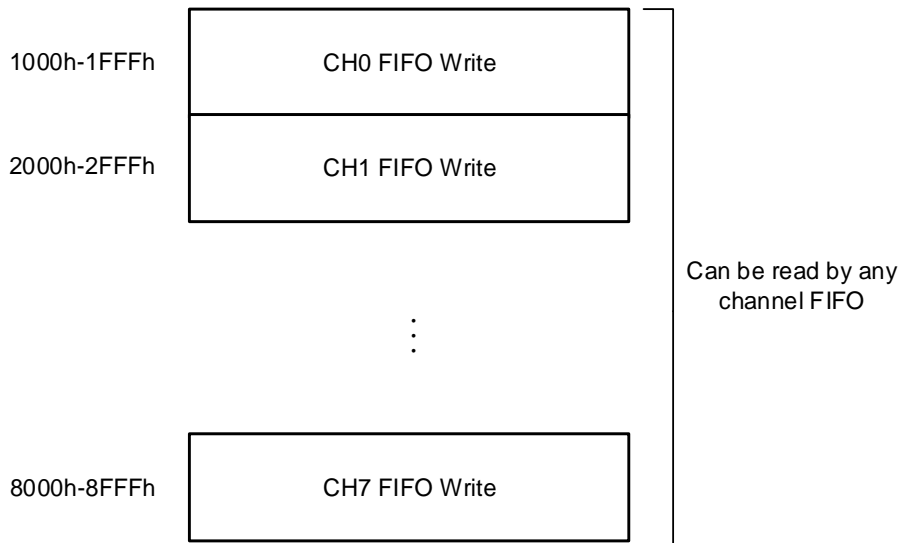 1000h-1FFFh
CH0 FIFO Write
2000h-2FFFh
CH1 FIFO Write
Can be read by any
channel FIFO
8000h-8FFFh
CH7 FIFO Write